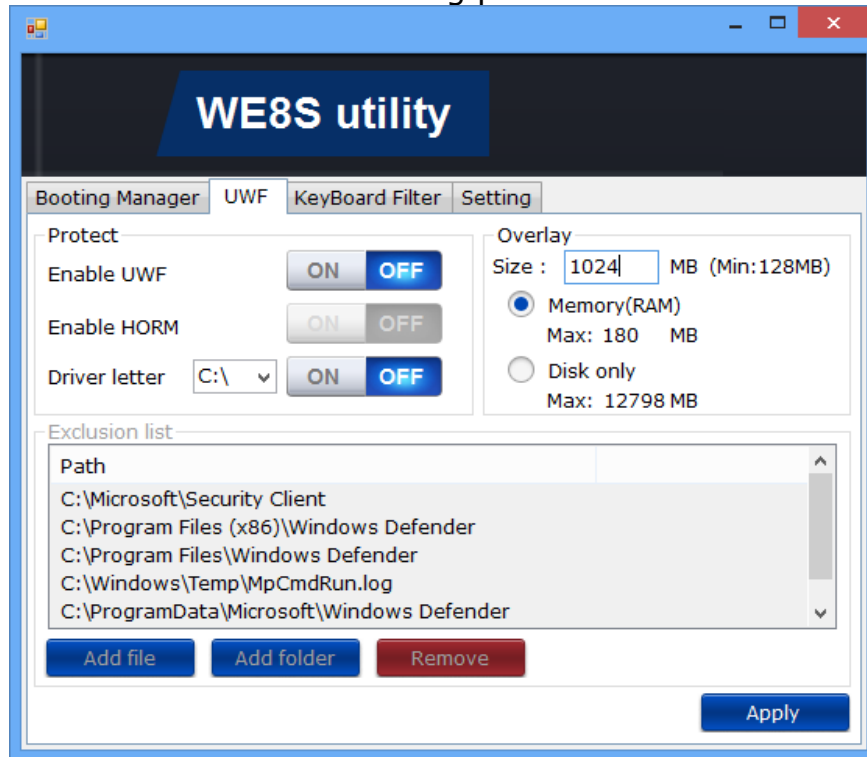 WE8S utility
Booting Manager UWF KeyBoard Filter Setting
Protect
Enable UWF ON OFF
Enable HORM ON OFF
Driver letter C:\ ON OFF
Overlay
Size : 1024 MB (Min:128MB)
Memory(RAM)
Max: 180 MB
Disk only
Max: 12798 MB
Exclusion list
Path
C:\Microsoft\Security Client
C:\Program Files (x86)\Windows Defender
C:\Program Files\Windows Defender
C:\Windows\Temp\MpCmdRun.log
C:\ProgramData\Microsoft\Windows Defender
Add file Add folder Remove
Apply